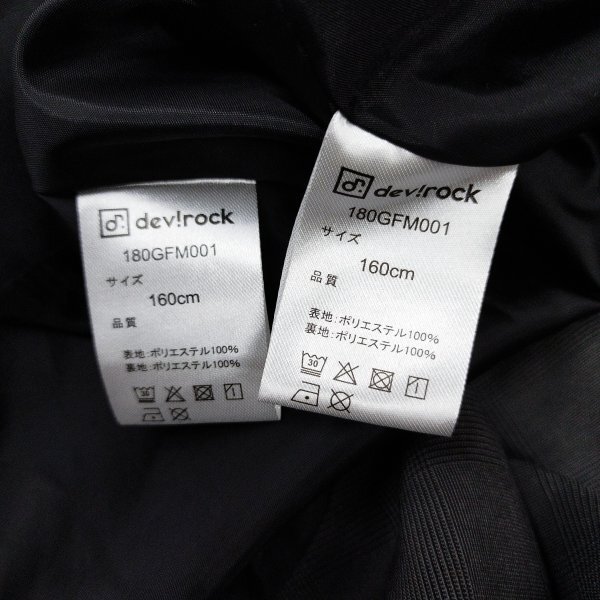 dev!rock
180GFM001
サイズ
160cm
品質
表地:ポリエステル100%
裏地:ポリエステル100%
30
dev!rock
180GFM001
サイズ
160cm
品質
表地:ポリエステル100%
裏地:ポリエステル100%
30